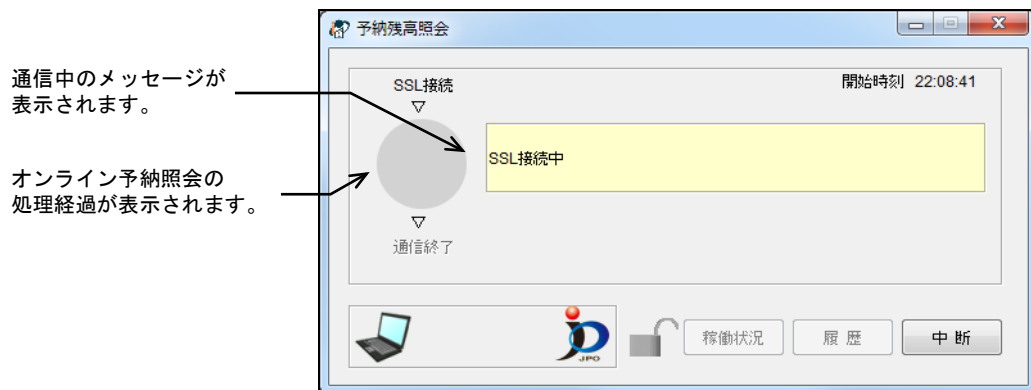 予納残高照会
通信中のメッセージが
表示されます。
SSL接続
開始時刻 22:08:41
▽
SSL接続中
オンライン予納照会の
処理経過が表示されます。
▽
通信終了
JPO
稼働状況
履 歴
中 断